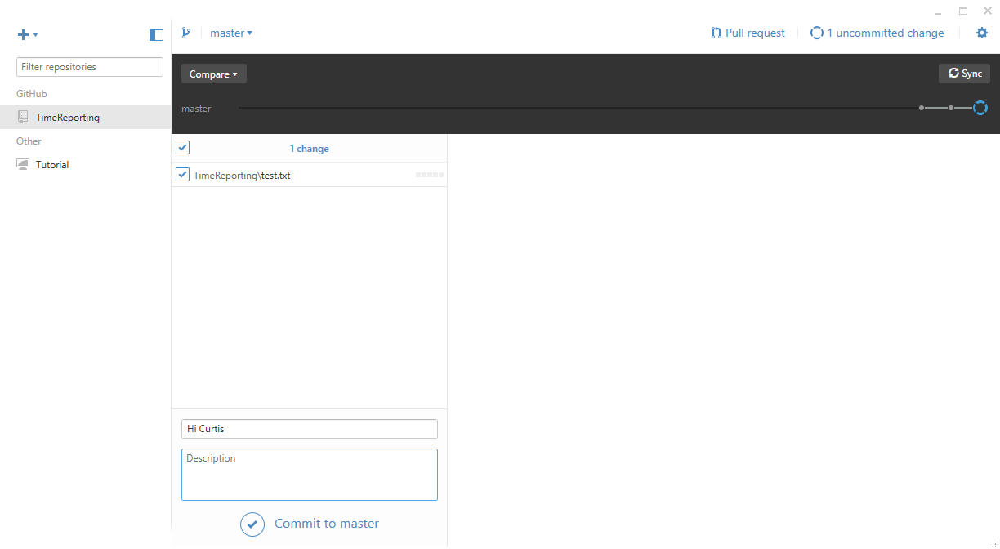 master
Pull request
1 uncommitted change
Filter repositories
GitHub
TimeReporting
Other
Tutorial
Compare
Sync
master
1 change
TimeReporting\test.txt
Hi Curtis
Description
Commit to master